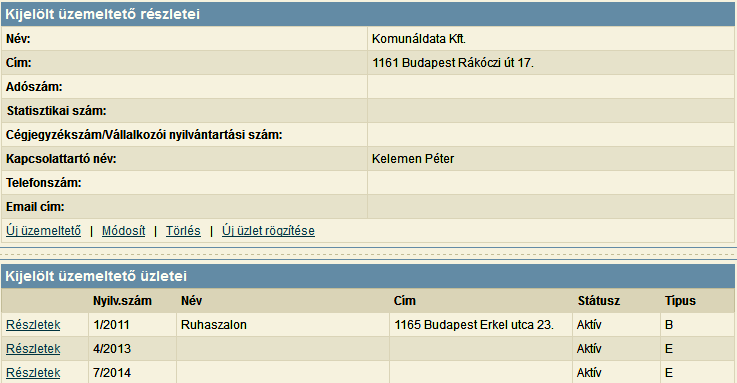 Kijelölt üzemeltető részletei
Név: Komunáldata Kft.
Cím: 1161 Budapest Rákóczi út 17.
Adószám:
Statisztikai szám:
Cégjegyzékszám/Vállalkozói nyilvántartási szám:
Kapcsolattartó név: Kelemen Péter
Telefonszám:
Email cím:
Új üzemeltető | Módosít | Törlés | Új üzlet rögzítése
Kijelölt üzemeltető üzletei
Nyilv.szám Név Cím Státusz Típus
Részletek 1/2011 Ruhaszalon 1165 Budapest Erkel utca 23. Aktív B
Részletek 4/2013 Aktív E
Részletek 7/2014 Aktív E